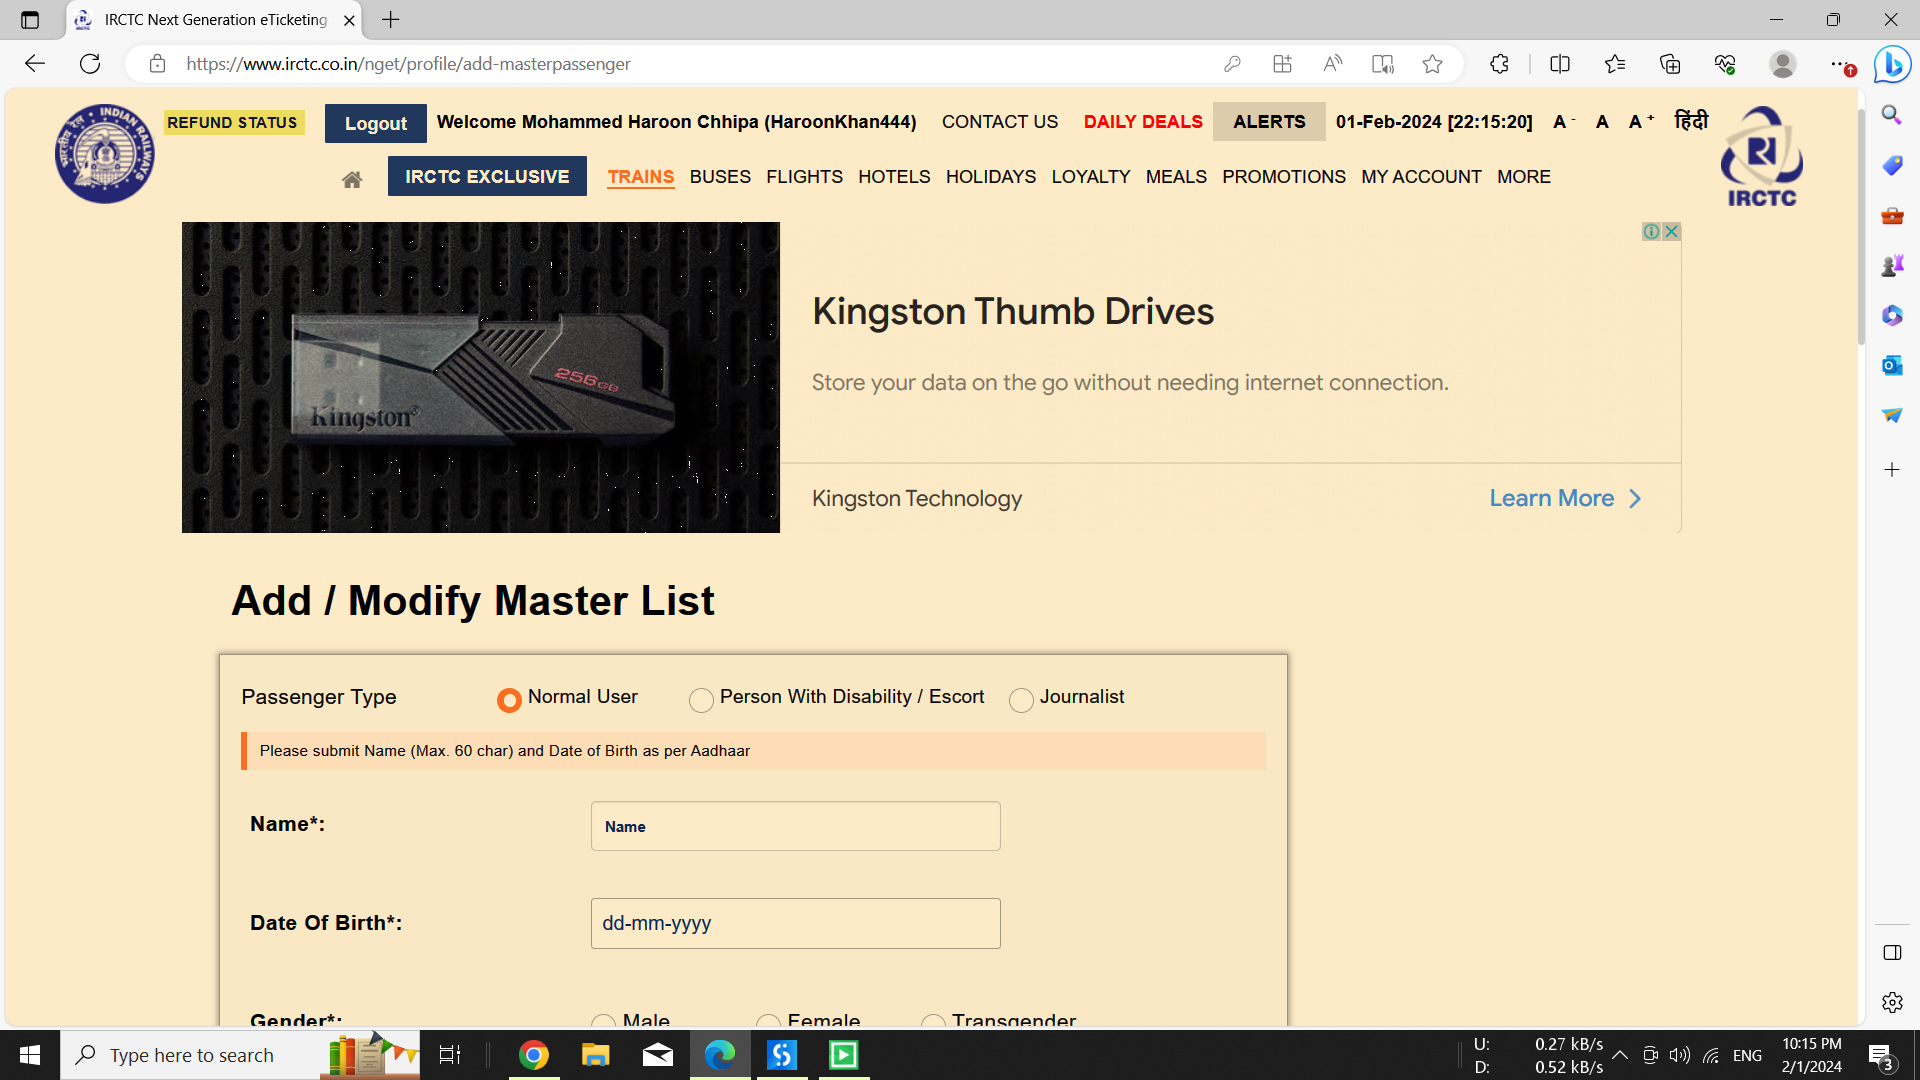 IRCTC Next Generation eTicketing
https://www.irctc.co.in/nget/profile/add-masterpassenger
INDIAN RAILWAYS
भारतीय रेल
REFUND STATUS
Logout
Welcome Mohammed Haroon Chhipa (HaroonKhan444)
CONTACT US
DAILY DEALS
ALERTS
01-Feb-2024 [22:15:20]
A - A A + हिंदी
IRCTC
IRCTC EXCLUSIVE
TRAINS BUSES FLIGHTS HOTELS HOLIDAYS LOYALTY MEALS PROMOTIONS MY ACCOUNT MORE
Kingston
256GB
Kingston Thumb Drives
Store your data on the go without needing internet connection.
Kingston Technology
Learn More
Add / Modify Master List
Passenger Type
Normal User
Person With Disability / Escort
Journalist
Please submit Name (Max. 60 char) and Date of Birth as per Aadhaar
Name*:
Name
Date Of Birth*:
dd-mm-yyyy
Gender*:
Male
Female
Transgender
Type here to search
U: 0.27 kB/s
D: 0.52 kB/s
ENG
10:15 PM
2/1/2024
3